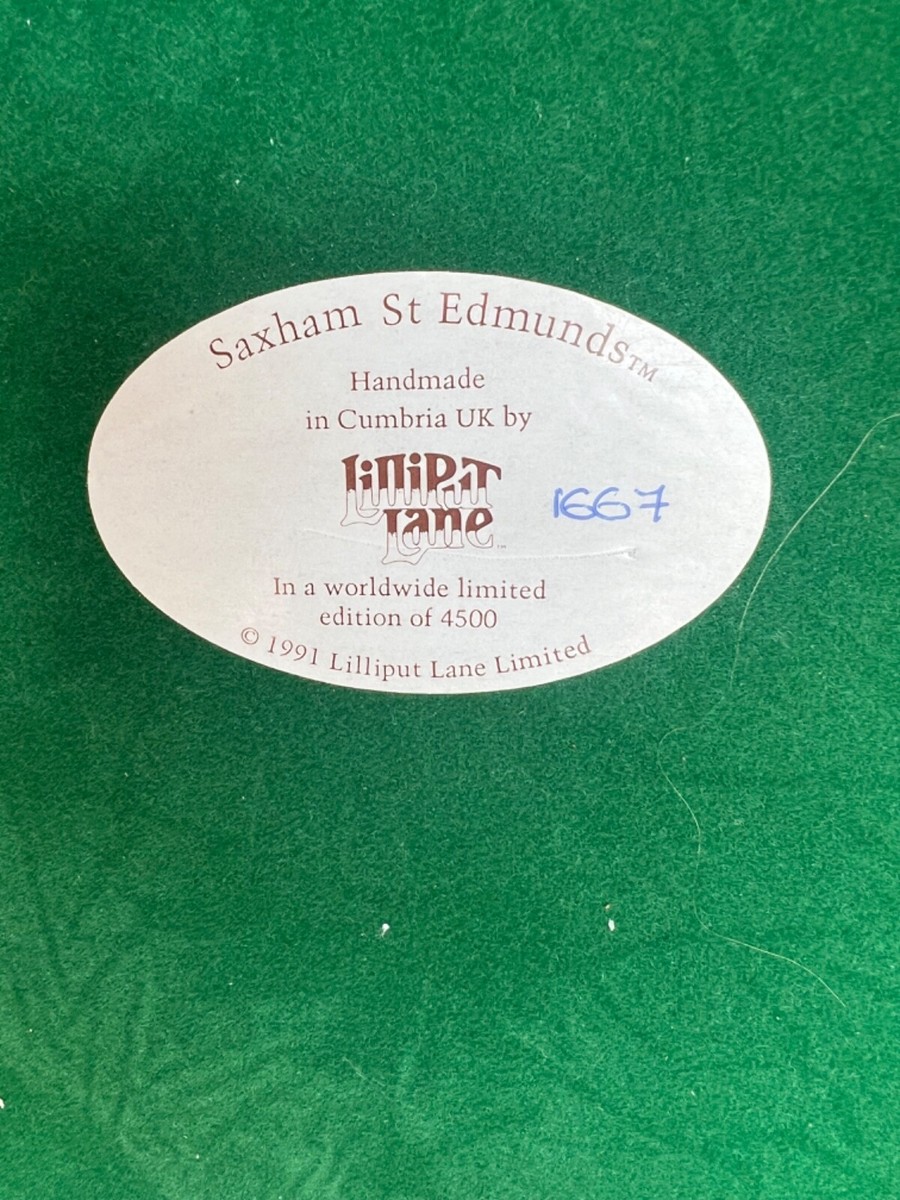 Saxham St Edmunds™
Handmade
in Cumbria UK by
Lilliput
Lane™
1667
In a worldwide limited
edition of 4500
© 1991 Lilliput Lane Limited